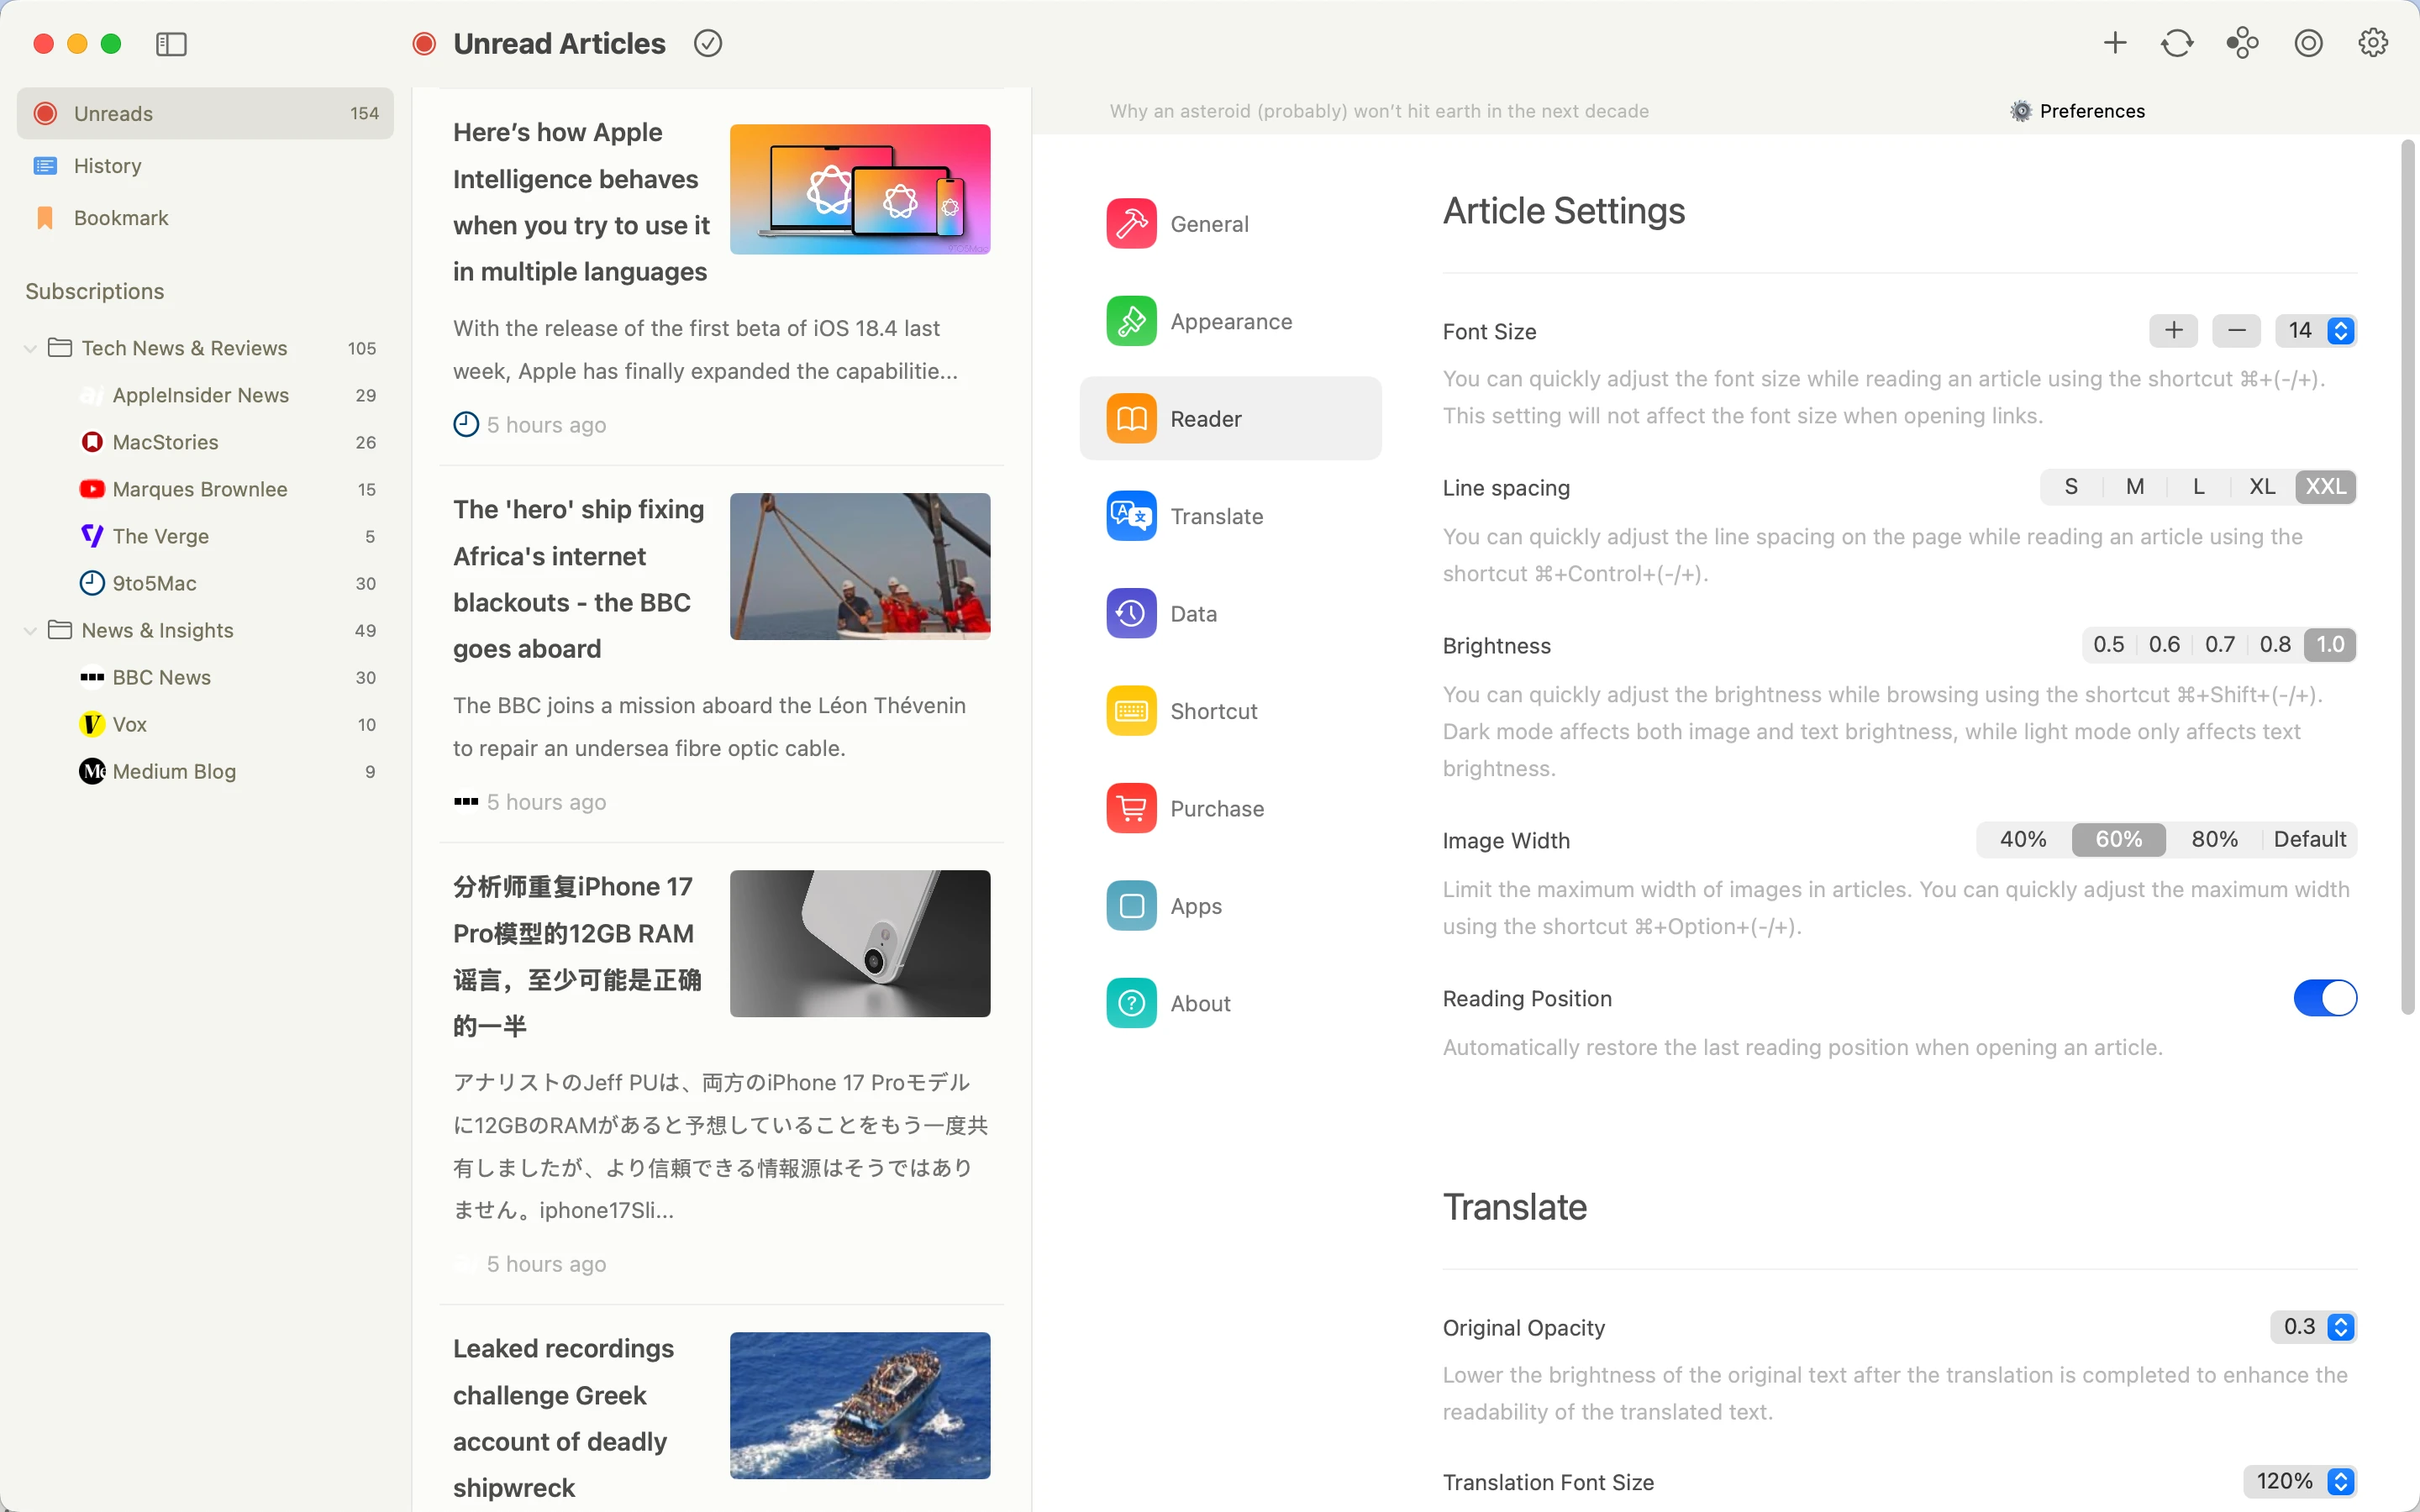 Unread Articles
Unreads 154
History
Bookmark
Subscriptions
Tech News & Reviews 105
AppleInsider News 29
MacStories 26
Marques Brownlee 15
The Verge 5
9to5Mac 30
News & Insights 49
BBC News 30
Vox 10
Medium Blog 9
Here’s how Apple
Intelligence behaves
when you try to use it
in multiple languages
With the release of the first beta of iOS 18.4 last
week, Apple has finally expanded the capabilitie...
5 hours ago
The 'hero' ship fixing
Africa's internet
blackouts - the BBC
goes aboard
The BBC joins a mission aboard the Léon Thévenin
to repair an undersea fibre optic cable.
5 hours ago
分析师重复iPhone 17
Pro模型的12GB RAM
谣言，至少可能是正确
的一半
アナリストのJeff PUは、両方のiPhone 17 Proモデル
に12GBのRAMがあると予想していることをもう一度共
有しましたが、より信頼できる情報源はそうではあり
ません。iphone17Sli...
5 hours ago
Leaked recordings
challenge Greek
account of deadly
shipwreck
Why an asteroid (probably) won’t hit earth in the next decade
Preferences
General
Appearance
Reader
Translate
Data
Shortcut
Purchase
Apps
About
Article Settings
Font Size + − 14
You can quickly adjust the font size while reading an article using the shortcut ⌘+(-/+).
This setting will not affect the font size when opening links.
Line spacing S M L XL XXL
You can quickly adjust the line spacing on the page while reading an article using the
shortcut ⌘+Control+(-/+).
Brightness 0.5 0.6 0.7 0.8 1.0
You can quickly adjust the brightness while browsing using the shortcut ⌘+Shift+(-/+).
Dark mode affects both image and text brightness, while light mode only affects text
brightness.
Image Width 40% 60% 80% Default
Limit the maximum width of images in articles. You can quickly adjust the maximum width
using the shortcut ⌘+Option+(-/+).
Reading Position
Automatically restore the last reading position when opening an article.
Translate
Original Opacity 0.3
Lower the brightness of the original text after the translation is completed to enhance the
readability of the translated text.
Translation Font Size 120%